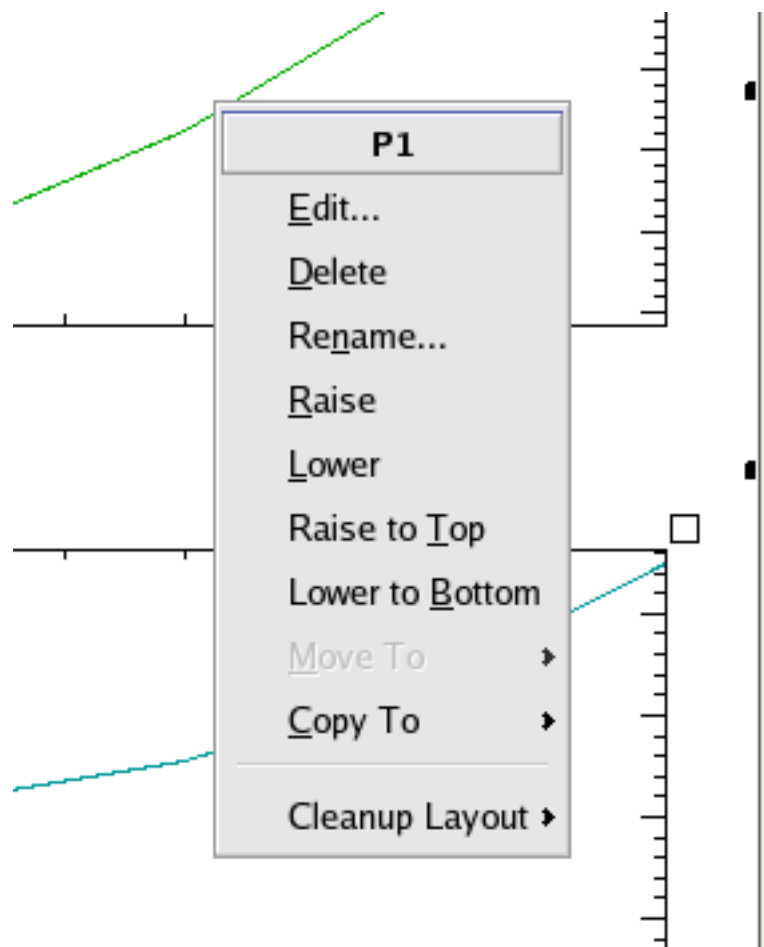 P1
Edit...
Delete
Rename...
Raise
Lower
Raise to Top
Lower to Bottom
Move To
Copy To
Cleanup Layout